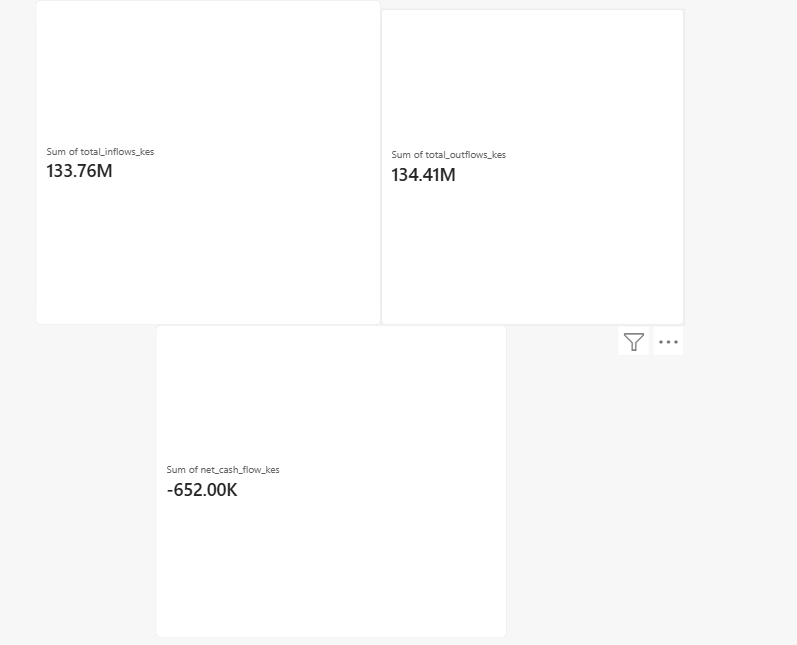 Sum of total_inflows_kes
133.76M
Sum of total_outflows_kes
134.41M
Sum of net_cash_flow_kes
-652.00K